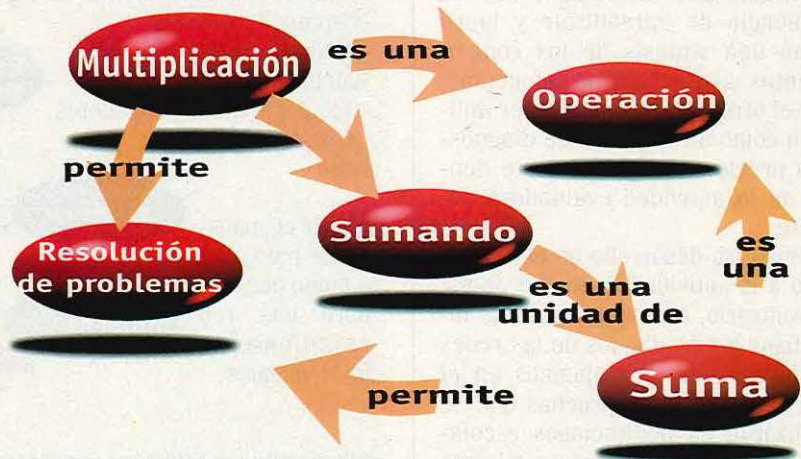 Multiplicación
es una
Operación
permite
Sumando
Resolución
de problemas
es una
unidad de
es
una
permite
Suma